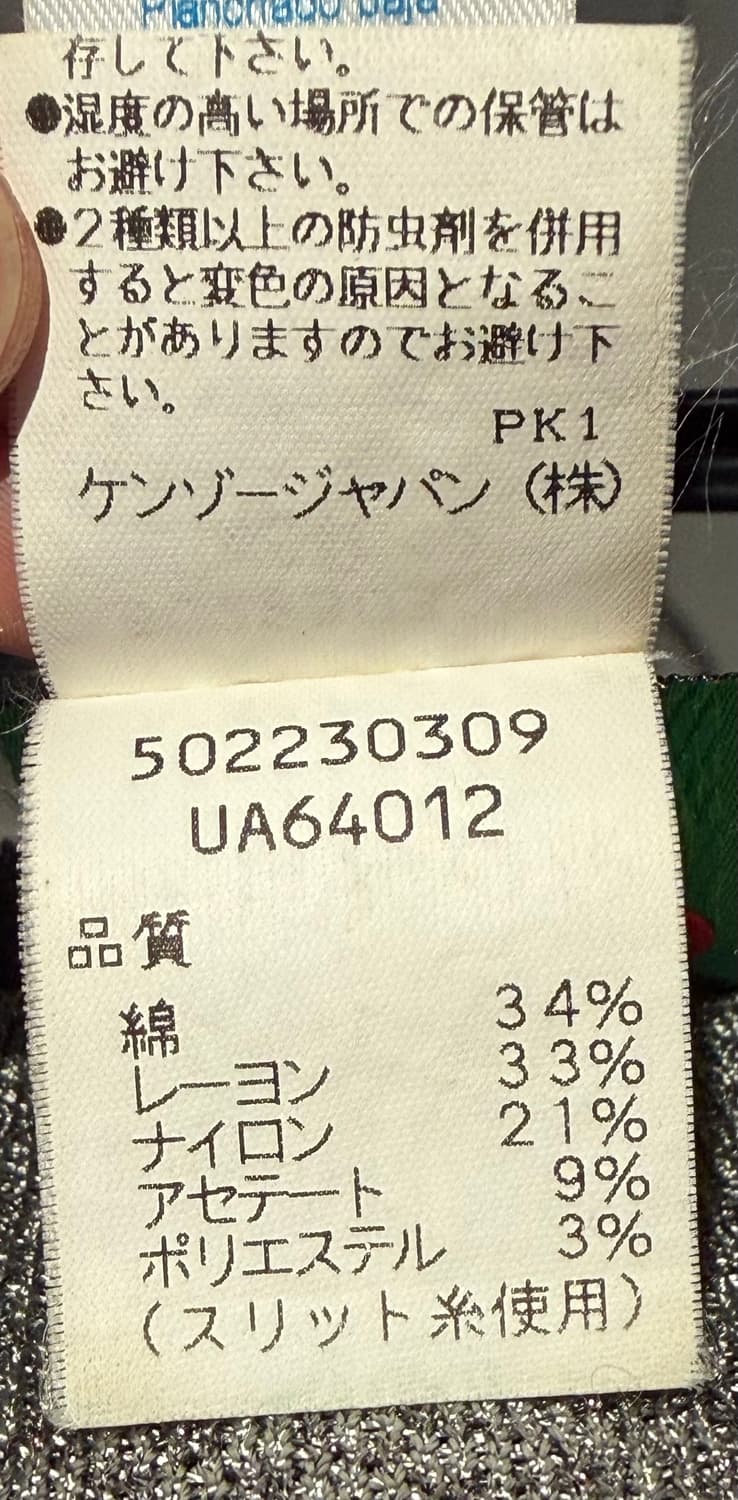 Planchado baja
存して下さい。
●湿度の高い場所での保管は
お避け下さい。
●2種類以上の防虫剤を併用
すると変色の原因となるこ
とがありますのでお避け下
さい。
PK1
ケンゾージャパン(株)
502230309
UA64012
品質
綿 34%
レーヨン 33%
ナイロン 21%
アセテート 9%
ポリエステル 3%
(スリット糸使用)